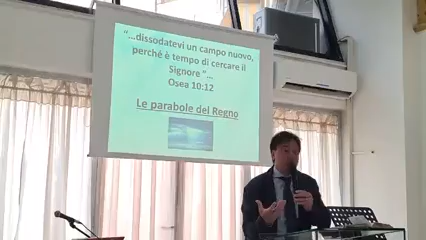 “...dissodatevi un campo nuovo,
perché è tempo di cercare il
Signore ”...
Osea 10:12
Le parabole del Regno